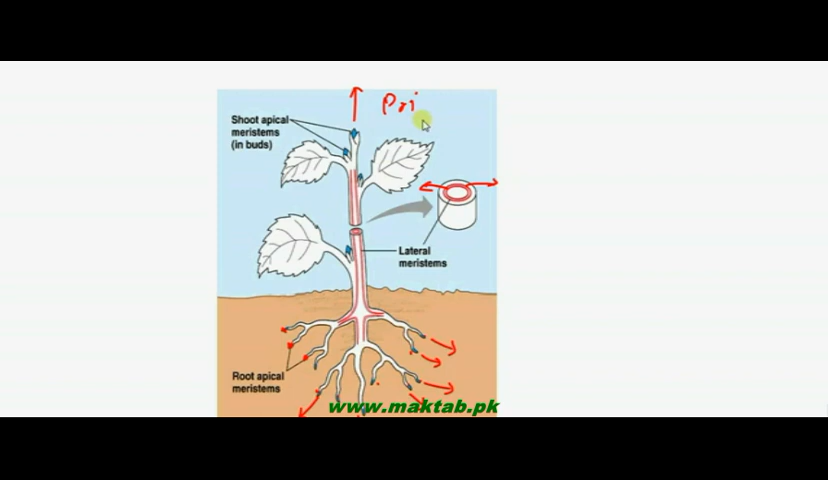 Pri
Shoot apical
meristems
(in buds)
Lateral
meristems
Root apical
meristems
www.maktab.pk